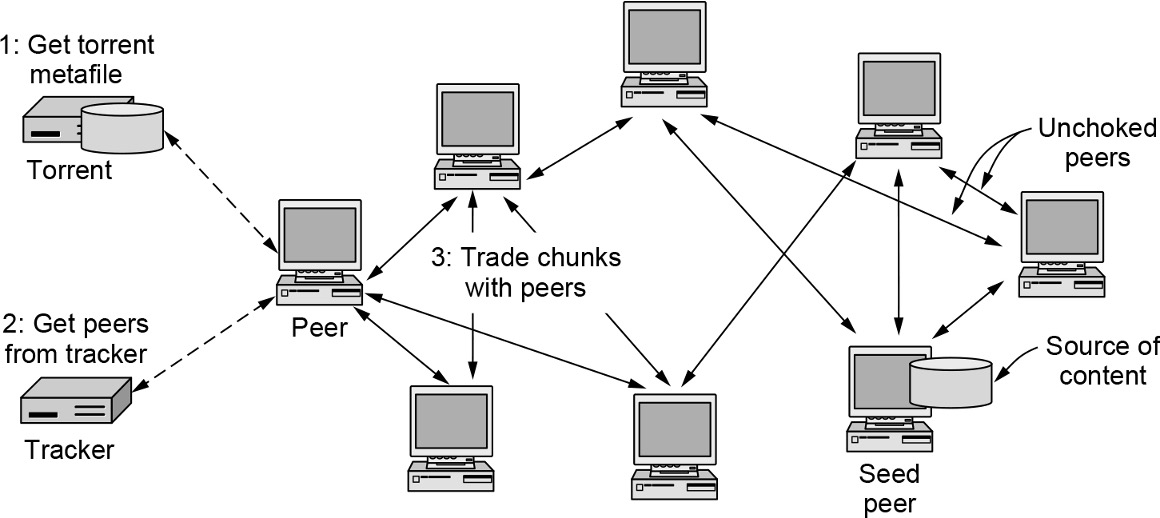 1: Get torrent
metafile
Torrent
2: Get peers
from tracker
Tracker
Peer
3: Trade chunks
with peers
Unchoked
peers
Source of
content
Seed
peer